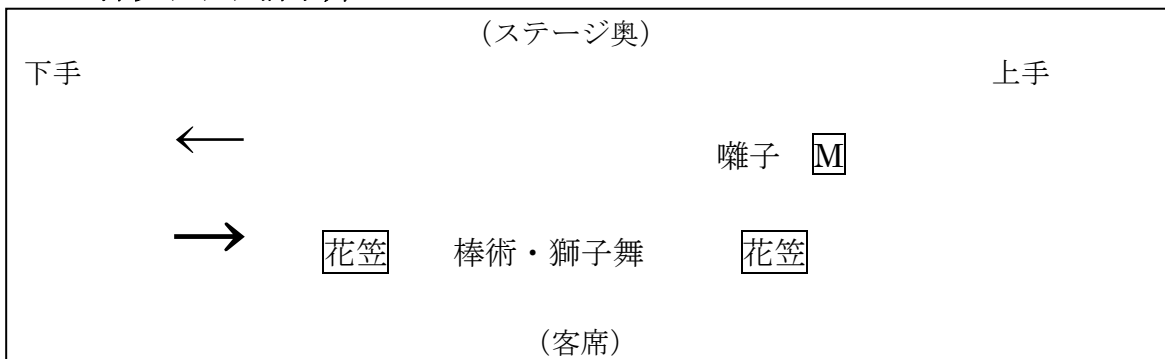 （ステージ奥）
下手 上手
←
囃子 M
→
花笠 棒術・獅子舞 花笠
（客席）